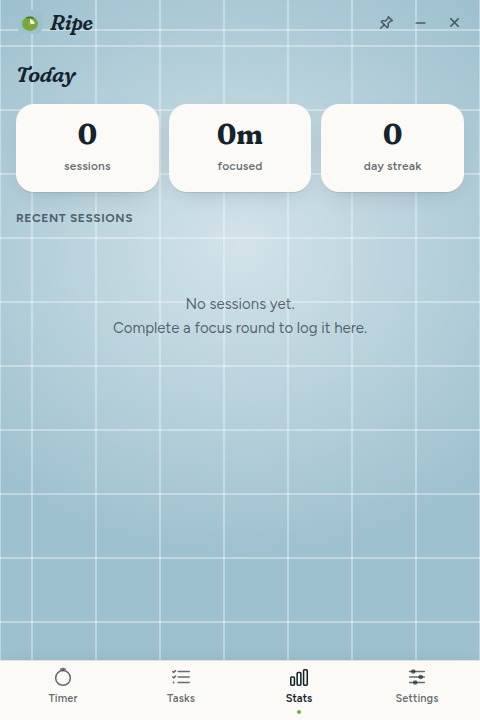 Ripe
Today
0
sessions
0m
focused
0
day streak
RECENT SESSIONS
No sessions yet.
Complete a focus round to log it here.
Timer
Tasks
Stats
Settings